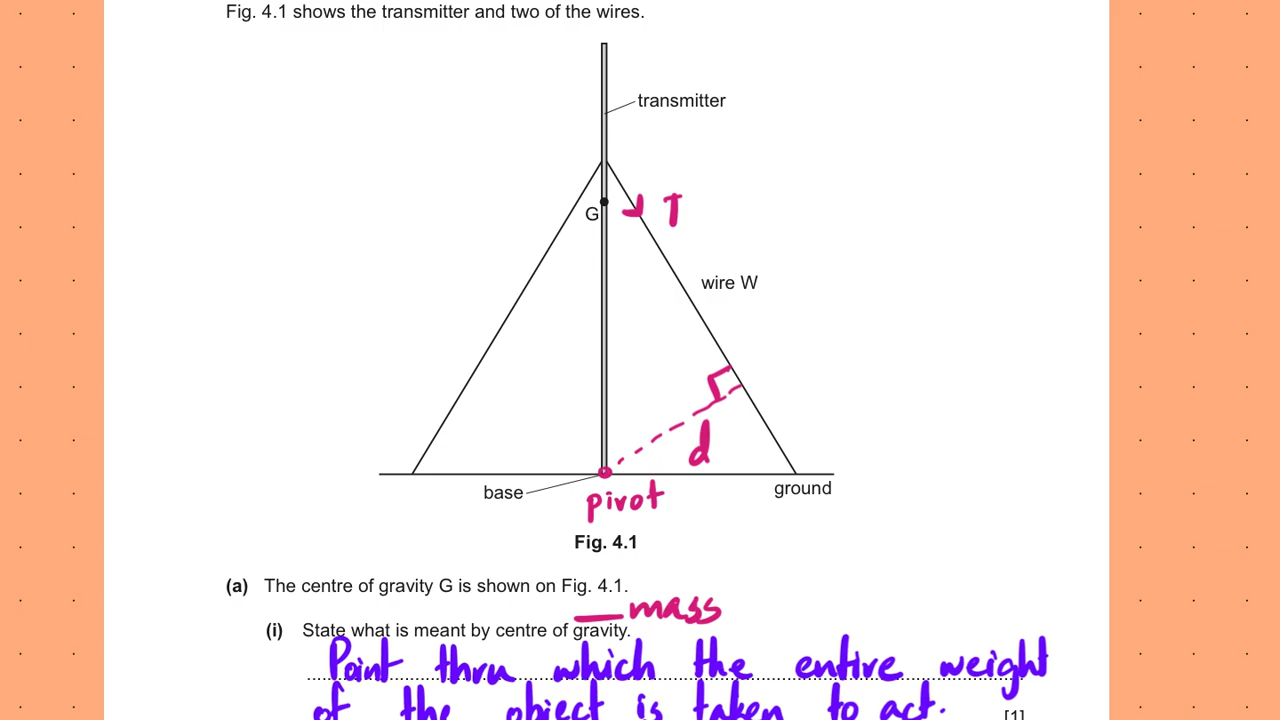 Fig. 4.1 shows the transmitter and two of the wires.
transmitter
G
T
wire W
d
base
pivot
ground
Fig. 4.1
(a) The centre of gravity G is shown on Fig. 4.1.
mass
(i) State what is meant by centre of gravity.
Point thru which the entire weight
of the object is taken to act.
[1]